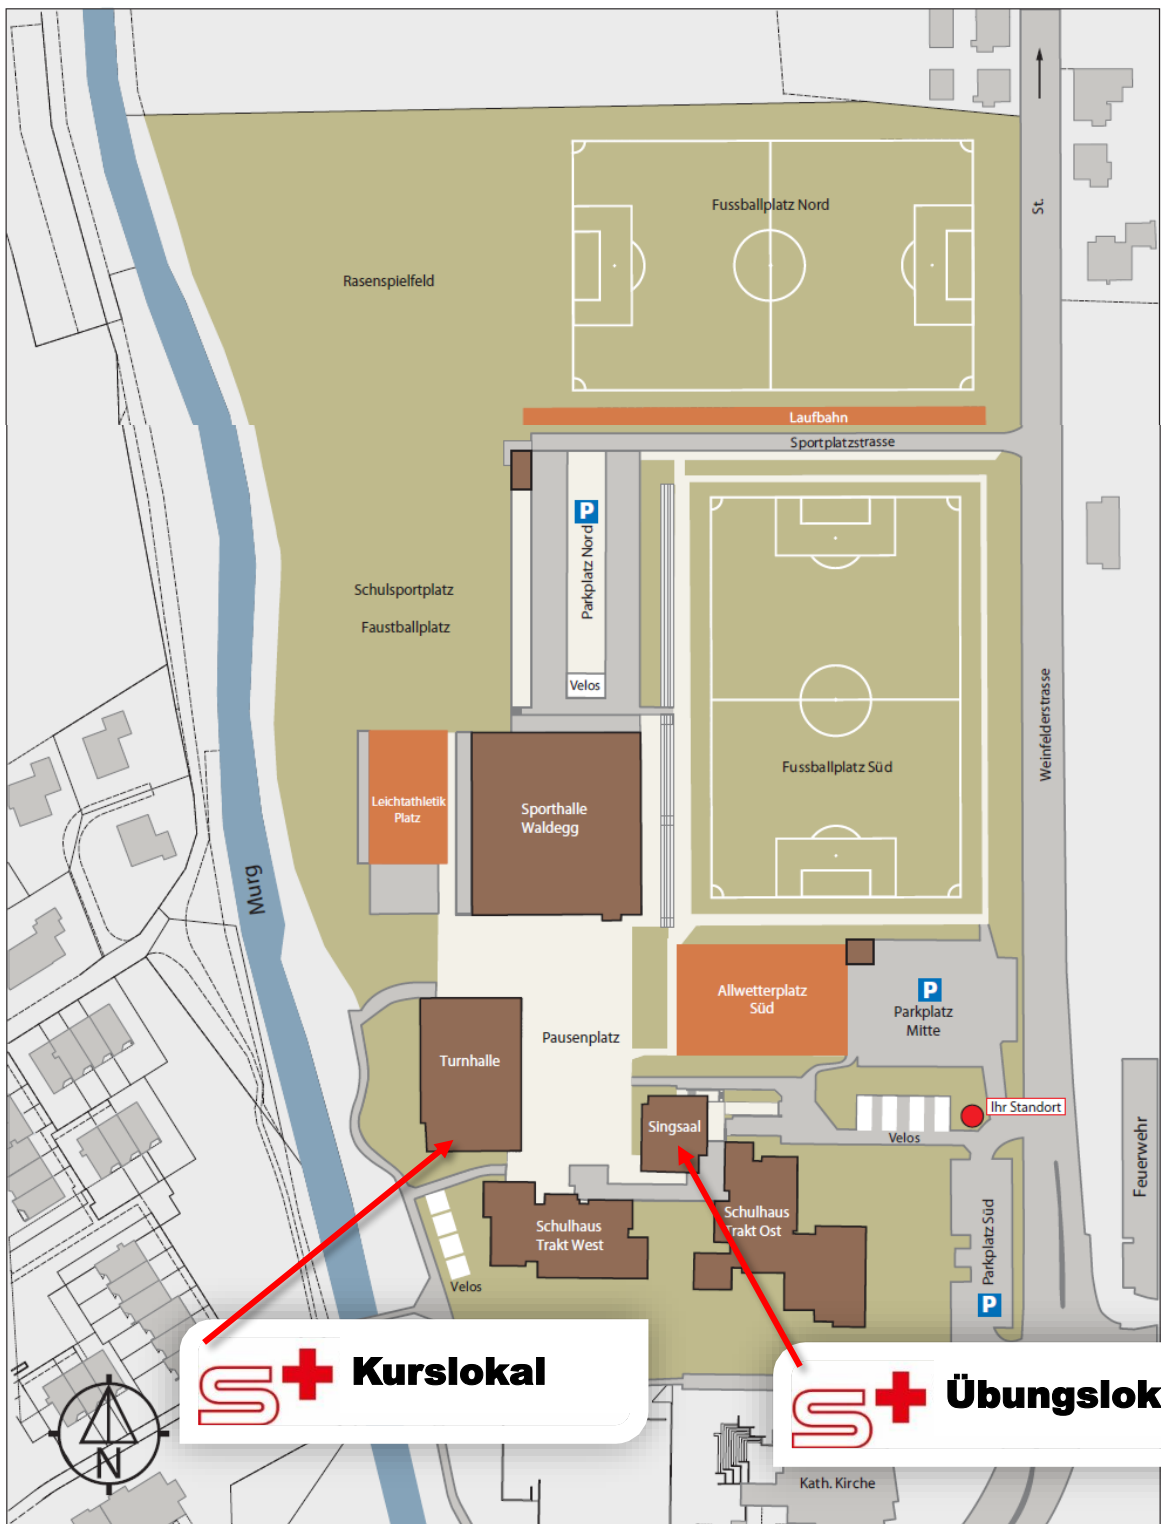 St.
Fussballplatz Nord
Rasenspielfeld
Laufbahn
Sportplatzstrasse
P
Parkplatz Nord
Schulsportplatz
Faustballplatz
Velos
Weinfelderstrasse
Fussballplatz Süd
Leichtathletik
Platz
Sporthalle
Waldegg
Murg
Allwetterplatz
Süd
P
Parkplatz
Mitte
Pausenplatz
Turnhalle
Ihr Standort
Singsaal
Velos
Feuerwehr
Schulhaus
Trakt West
Schulhaus
Trakt Ost
Parkplatz Süd
P
Velos
S+ Kurslokal
S+ Übungslok
N
Kath. Kirche